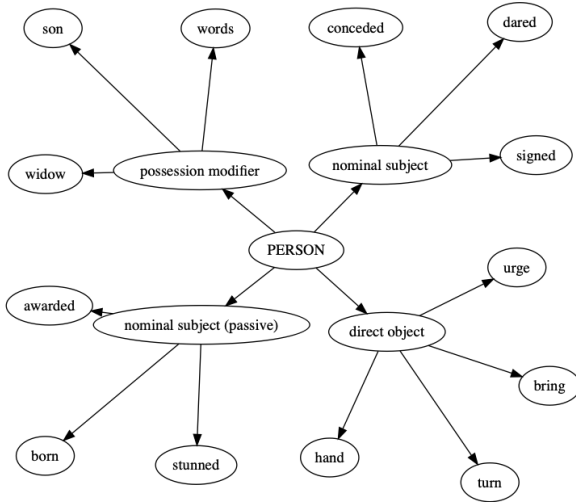 son
words
conceded
dared
widow
possession modifier
nominal subject
signed
PERSON
urge
awarded
nominal subject (passive)
direct object
bring
born
stunned
hand
turn